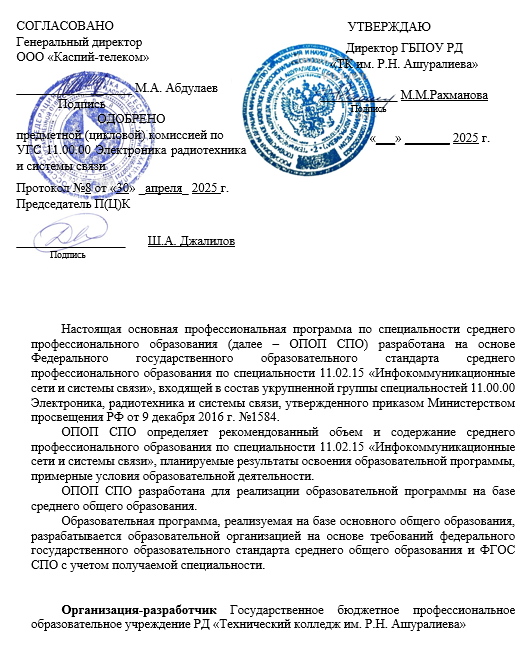 СОГЛАСОВАНО
Генеральный директор
ООО «Каспий-телеком»
__________________ М.А. Абдулаев
Подпись
ОДОБРЕНО
предметной (цикловой) комиссией по
УГС 11.00.00 Электроника радиотехника
и системы связи
Протокол №8 от «30» _апреля_ 2025 г.
Председатель П(Ц)К
__________________ Ш.А. Джалилов
Подпись
УТВЕРЖДАЮ
Директор ГБПОУ РД
«ТК им. Р.Н. Ашуралиева»
____________ М.М.Рахманова
Подпись
«___» _______ 2025 г.
Настоящая основная профессиональная программа по специальности среднего
профессионального образования (далее – ОПОП СПО) разработана на основе
Федерального государственного образовательного стандарта среднего
профессионального образования по специальности 11.02.15 «Инфокоммуникационные
сети и системы связи», входящей в состав укрупненной группы специальностей 11.00.00
Электроника, радиотехника и системы связи, утвержденного приказом Министерством
просвещения РФ от 9 декабря 2016 г. №1584.
ОПОП СПО определяет рекомендованный объем и содержание среднего
профессионального образования по специальности 11.02.15 «Инфокоммуникационные
сети и системы связи», планируемые результаты освоения образовательной программы,
примерные условия образовательной деятельности.
ОПОП СПО разработана для реализации образовательной программы на базе
среднего общего образования.
Образовательная программа, реализуемая на базе основного общего образования,
разрабатывается образовательной организацией на основе требований федерального
государственного образовательного стандарта среднего общего образования и ФГОС
СПО с учетом получаемой специальности.
Организация-разработчик Государственное бюджетное профессиональное
образовательное учреждение РД «Технический колледж им. Р.Н. Ашуралиева»